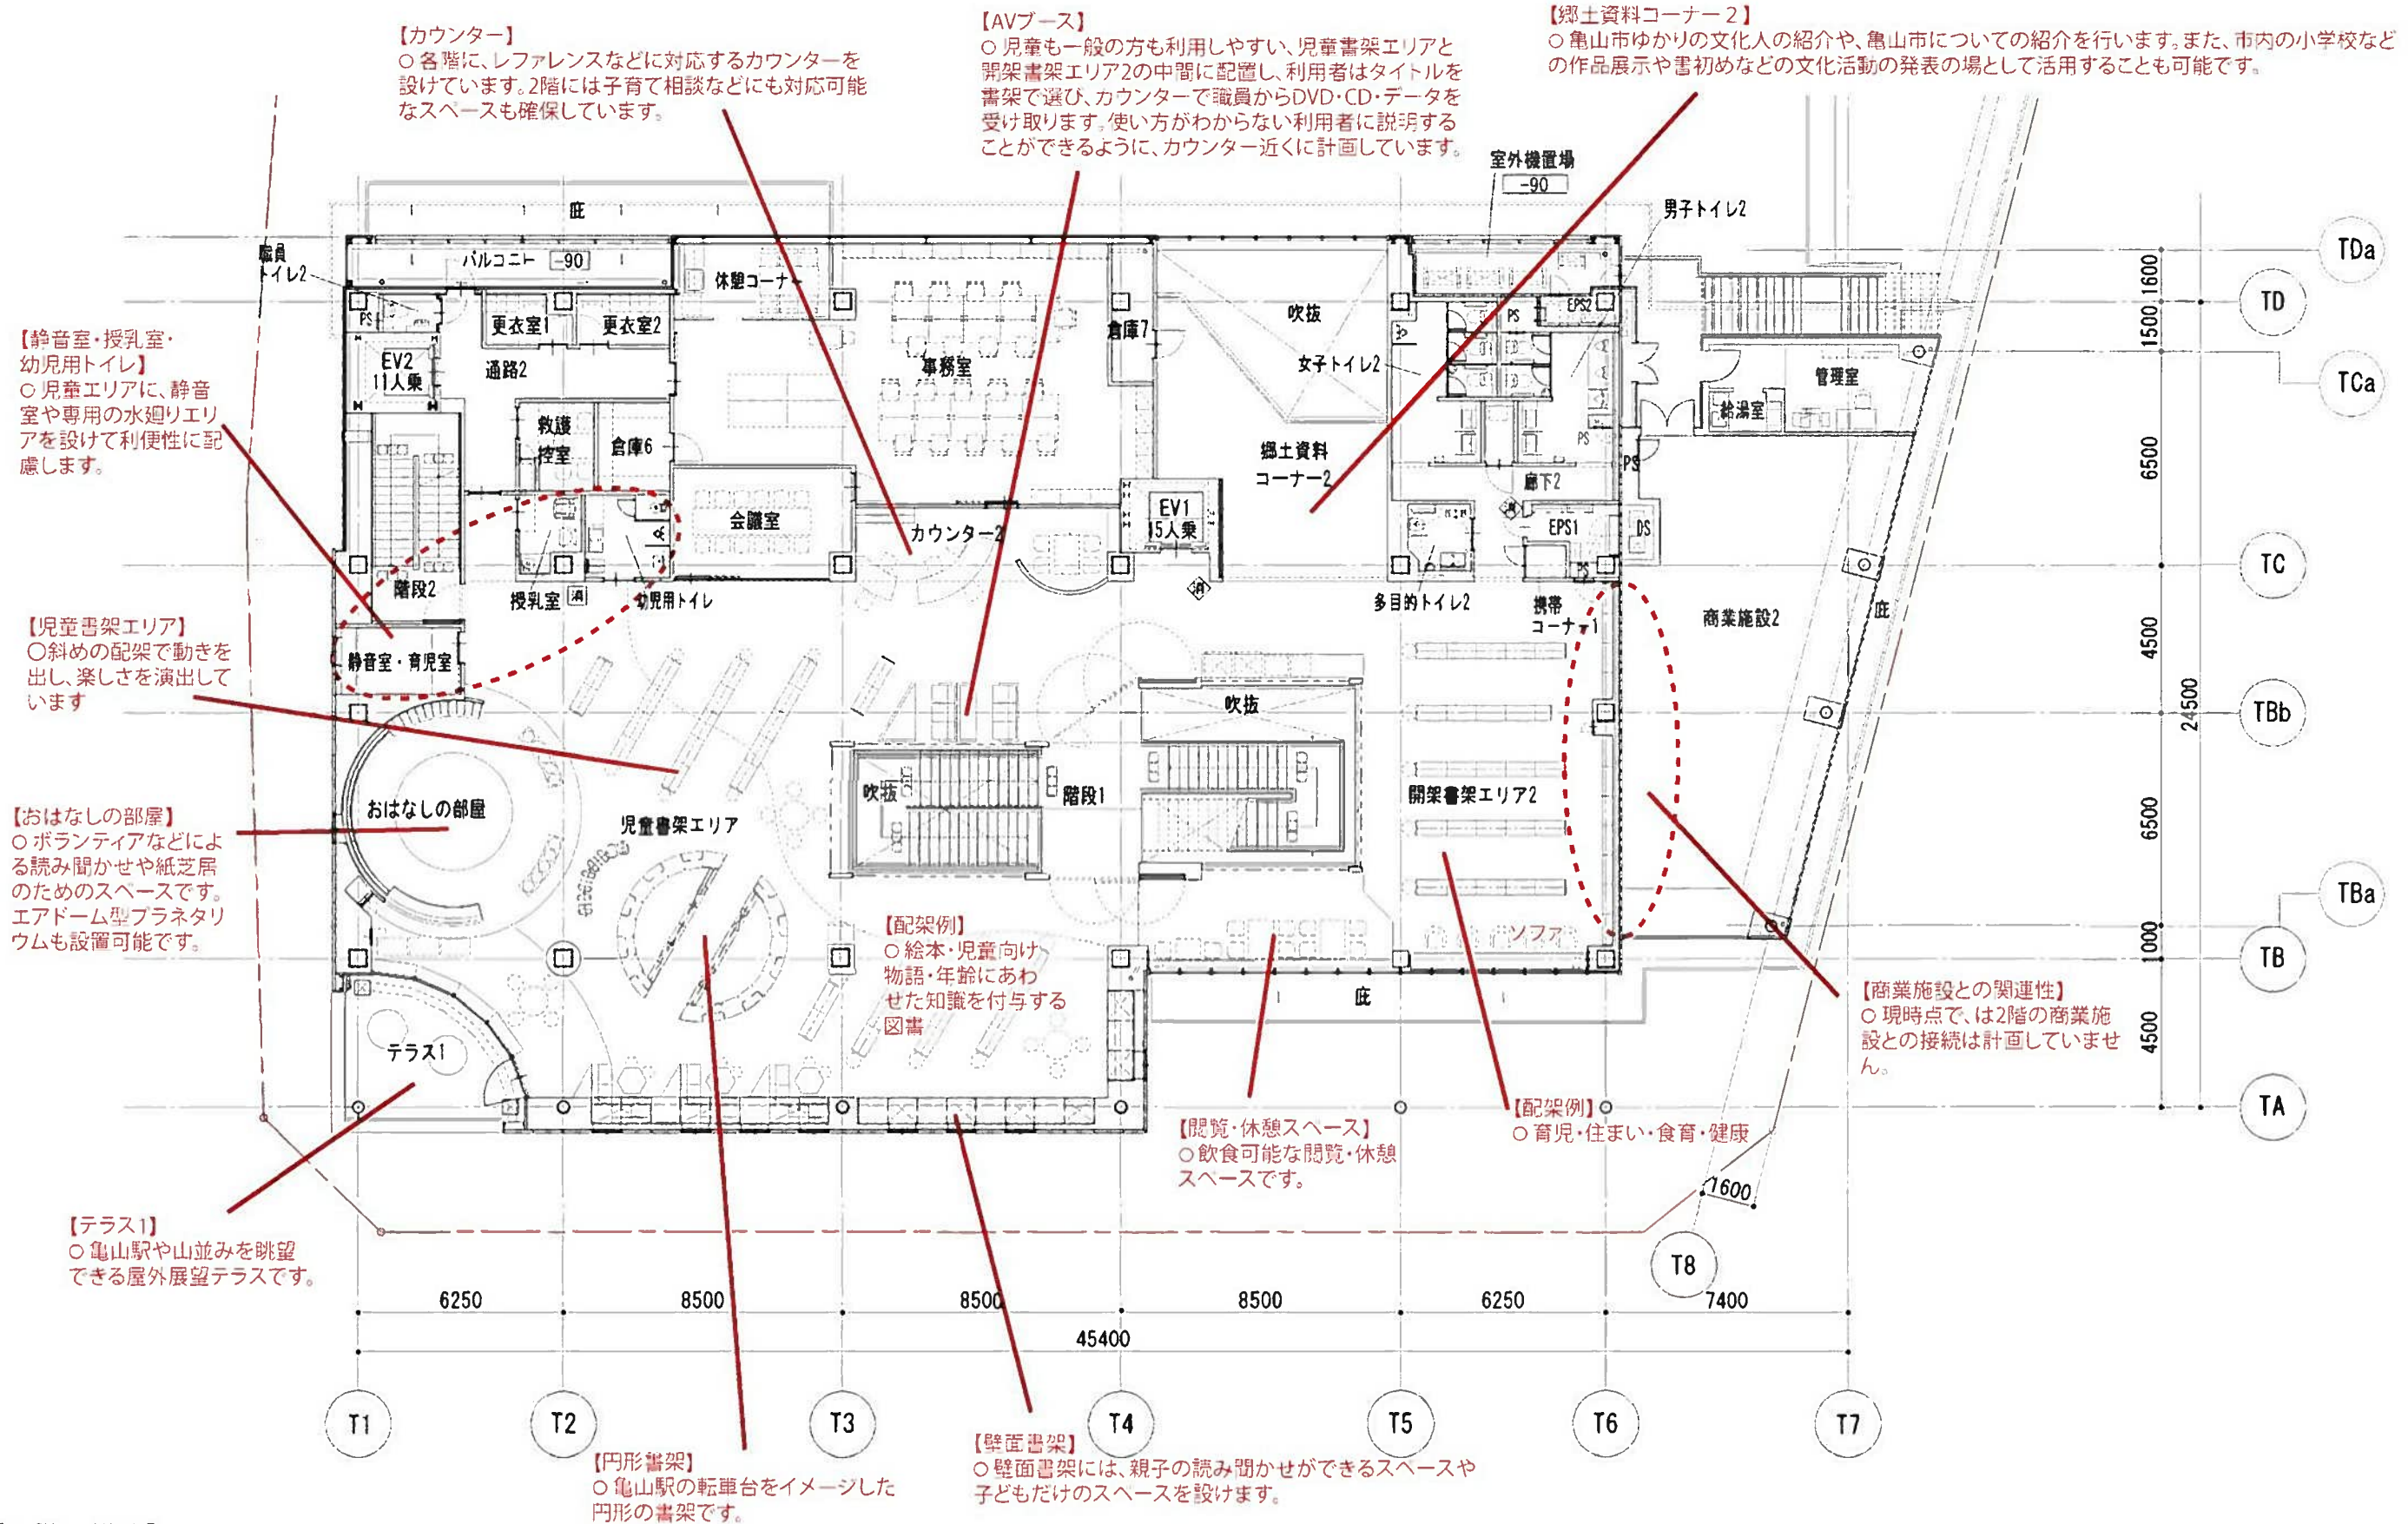 【カウンター】
○各階に、レファレンスなどに対応するカウンターを
設けています。2階には子育て相談などにも対応可能
なスペースも確保しています。
【AVブース】
○児童も一般の方も利用しやすい、児童書架エリアと
開架書架エリア2の中間に配置し、利用者はタイトルを
書架で選び、カウンターで職員からDVD・CD・データを
受け取ります。使い方がわからない利用者に説明する
ことができるように、カウンター近くに計画しています。
【郷土資料コーナー2】
○亀山市ゆかりの文化人の紹介や、亀山市についての紹介を行います。また、市内の小学校など
の作品展示や書初めなどの文化活動の発表の場として活用することも可能です。
室外機置場
-90
男子トイレ2
庇
職員
トイレ2
バルコニー
-90
休憩コーナー
PS
更衣室1
更衣室2
倉庫7
吹抜
PS
EPS2
EV2
11人乗
通路2
事務室
女子トイレ2
管理室
給湯室
【静音室・授乳室・
幼児用トイレ】
○児童エリアに、静音
室や専用の水廻りエリ
アを設けて利便性に配
慮します。
救護
控室
倉庫6
郷土資料
コーナー2
PS
PS
廊下2
会議室
カウンター2
EV1
15人乗
EPS1
DS
PS
階段2
授乳室
消
幼児用トイレ
消
消
多目的トイレ2
携帯
コーナー1
商業施設2
庇
静音室・育児室
【児童書架エリア】
○斜めの配架で動きを
出し、楽しさを演出して
います
吹抜
吹抜
階段1
開架書架エリア2
おはなしの部屋
児童書架エリア
【おはなしの部屋】
○ボランティアなどによ
る読み聞かせや紙芝居
のためのスペースです。
エアドーム型プラネタリ
ウムも設置可能です。
【配架例】
○絵本・児童向け
物語・年齢にあわ
せた知識を付与する
図書
ソファ
庇
【商業施設との関連性】
○現時点で、は2階の商業施
設との接続は計画していませ
ん。
テラス1
【閲覧・休憩スペース】
○飲食可能な閲覧・休憩
スペースです。
【配架例】
○育児・住まい・食育・健康
【テラス1】
○亀山駅や山並みを眺望
できる屋外展望テラスです。
1600
T8
6250
8500
8500
8500
6250
7400
45400
T1
T2
T3
T4
T5
T6
T7
【円形書架】
○亀山駅の転車台をイメージした
円形の書架です。
【壁面書架】
○壁面書架には、親子の読み聞かせができるスペースや
子どもだけのスペースを設けます。
1600
1500
6500
4500
6500
1000
4500
24500
TDa
TD
TCa
TC
TBb
TBa
TB
TA